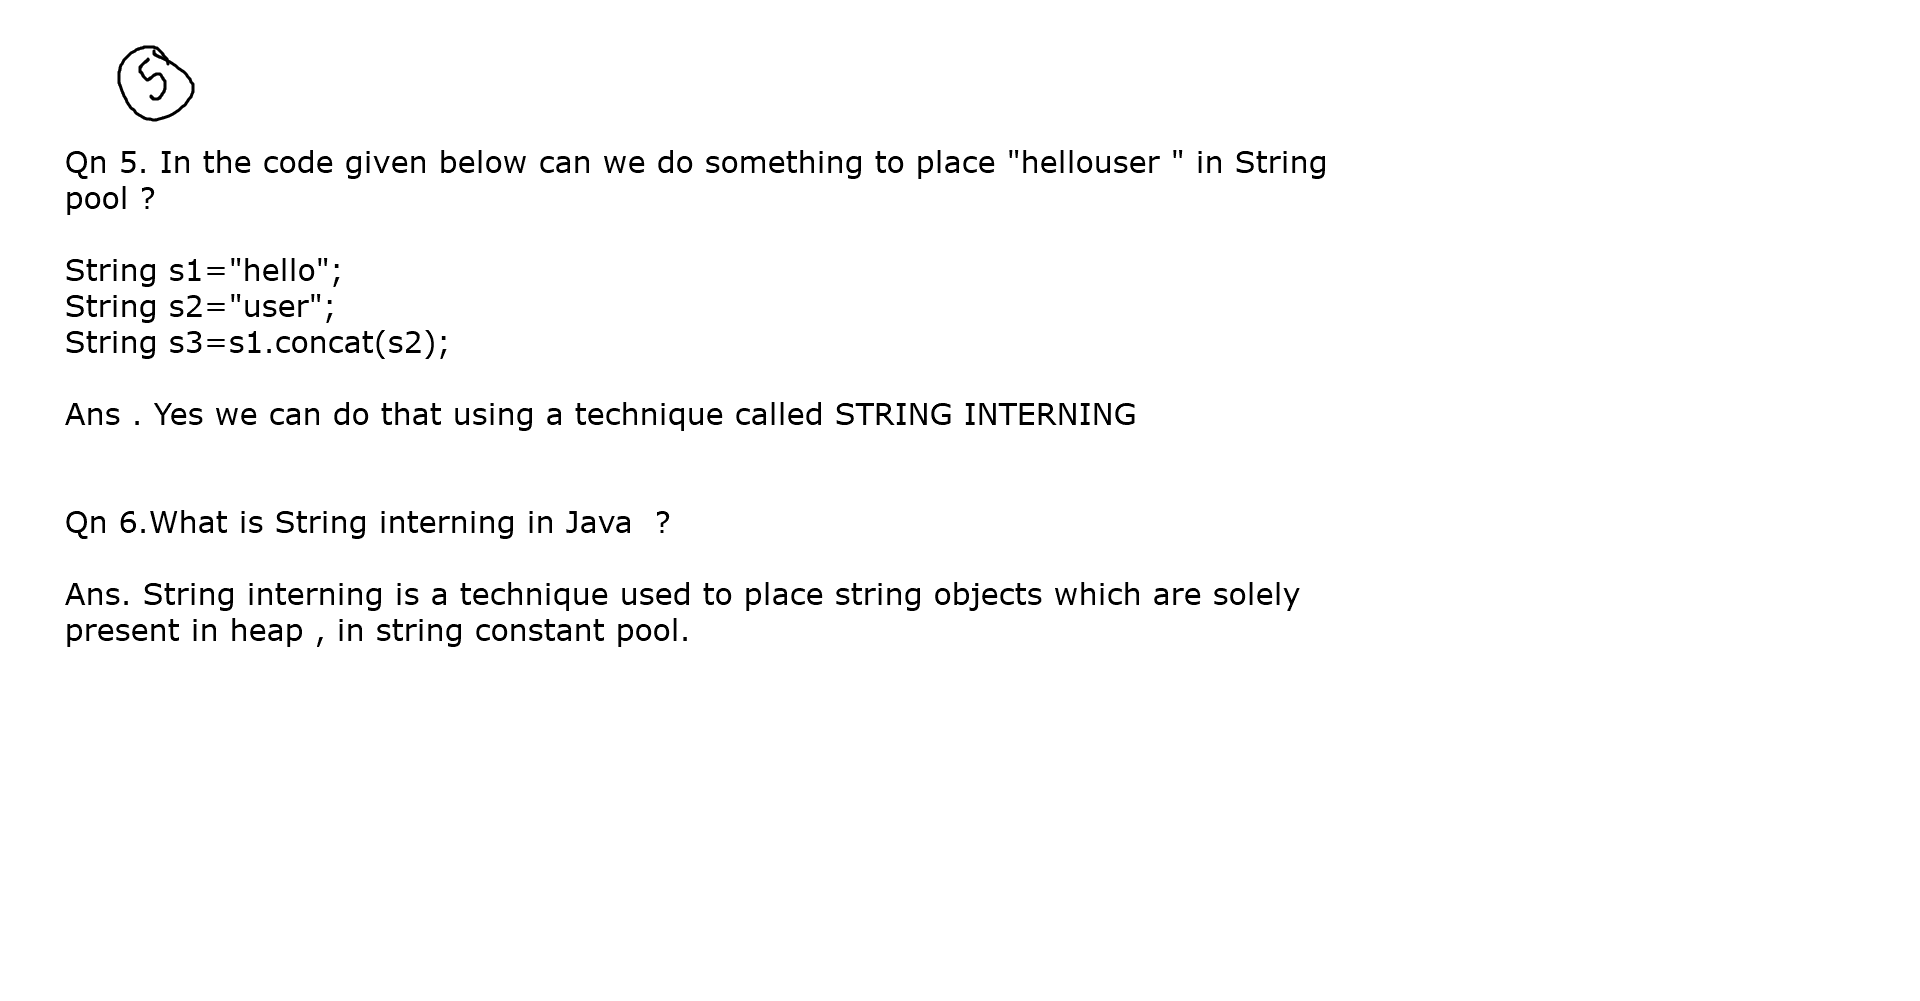 5
Qn 5. In the code given below can we do something to place "hellouser " in String
pool ?
String s1="hello";
String s2="user";
String s3=s1.concat(s2);
Ans . Yes we can do that using a technique called STRING INTERNING
Qn 6.What is String interning in Java  ?
Ans. String interning is a technique used to place string objects which are solely
present in heap , in string constant pool.